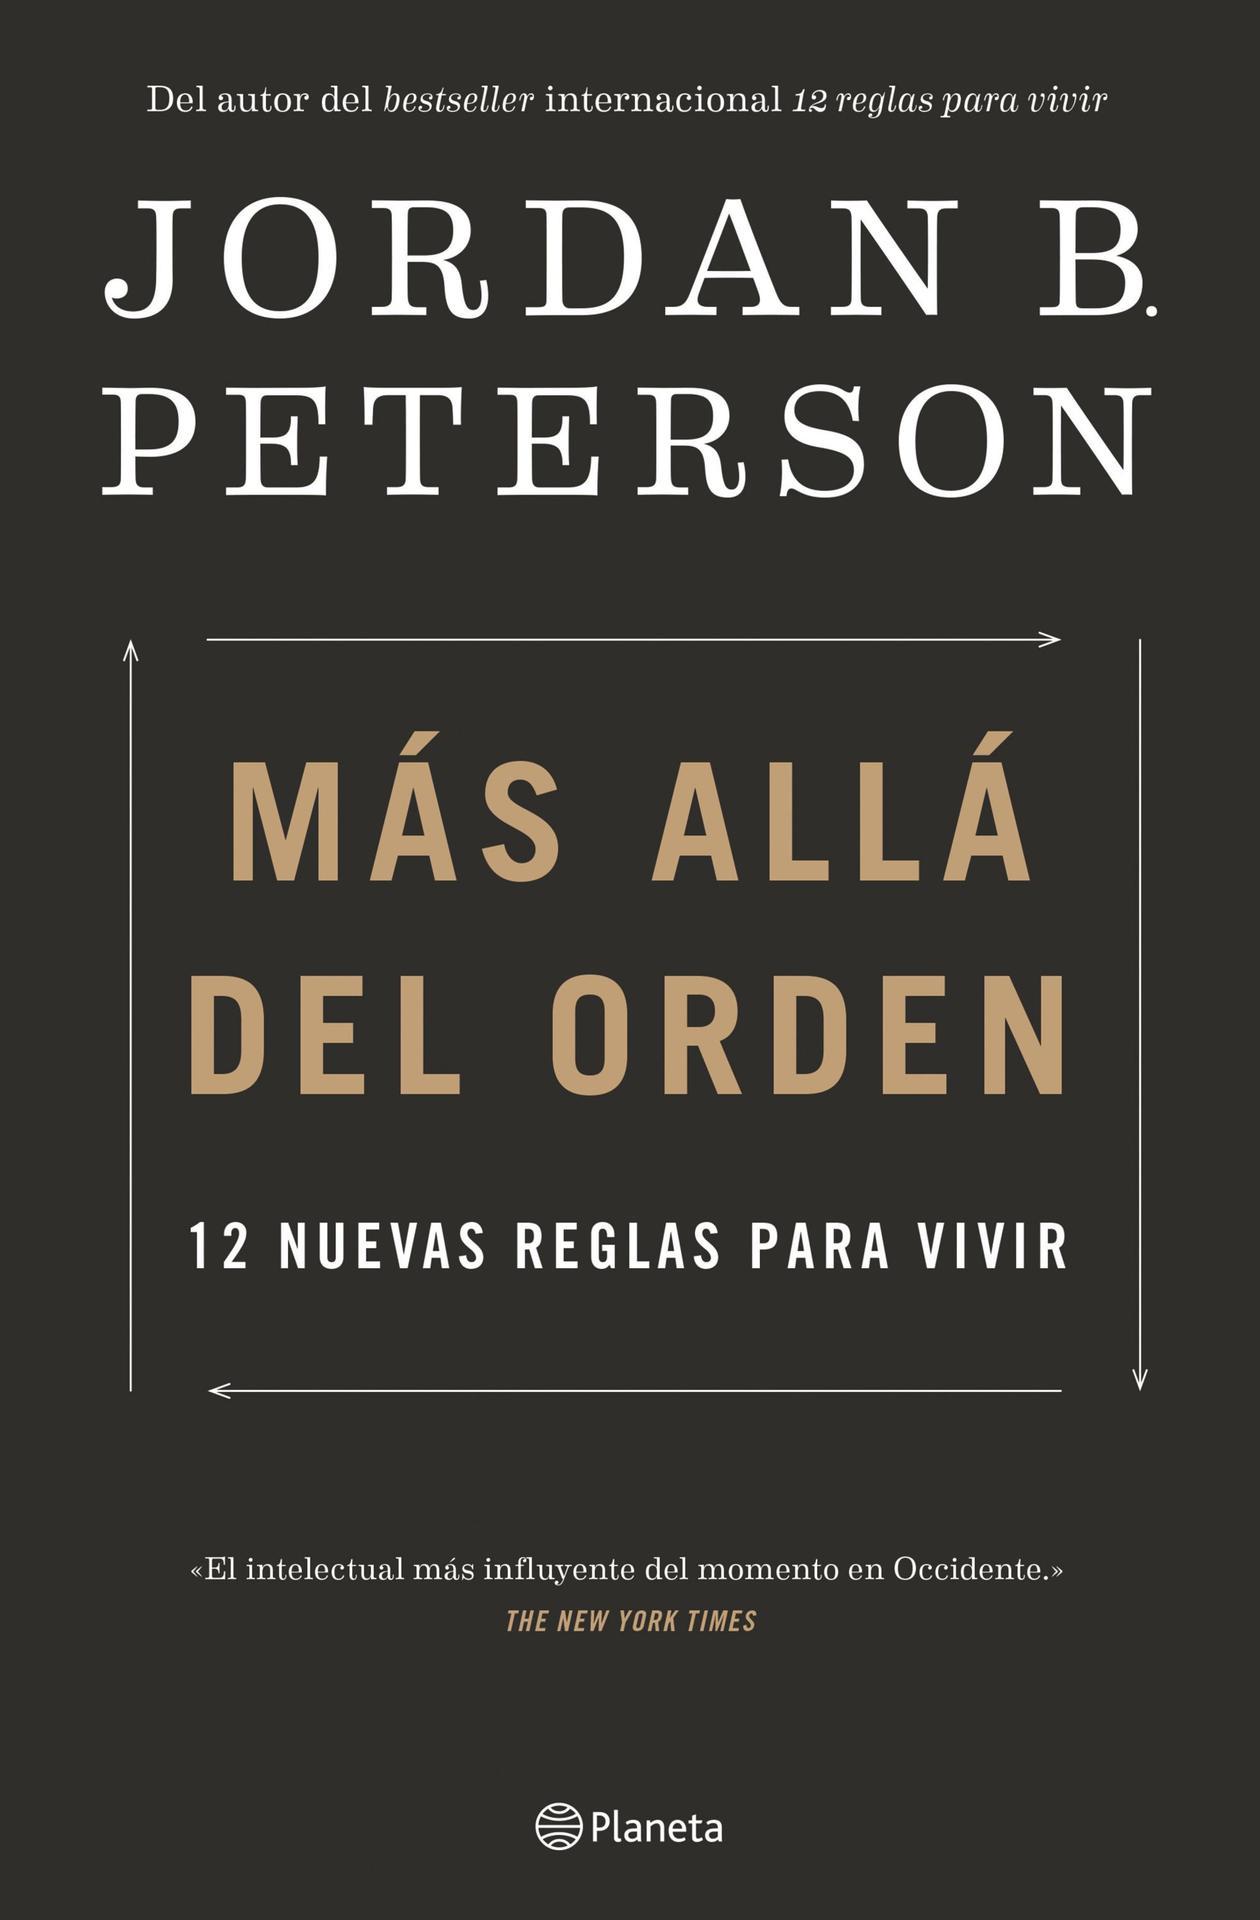 Del autor del bestseller internacional 12 reglas para vivir
JORDAN B.
PETERSON
MÁS ALLÁ
DEL ORDEN
12 NUEVAS REGLAS PARA VIVIR
«El intelectual más influyente del momento en Occidente.»
THE NEW YORK TIMES
Planeta